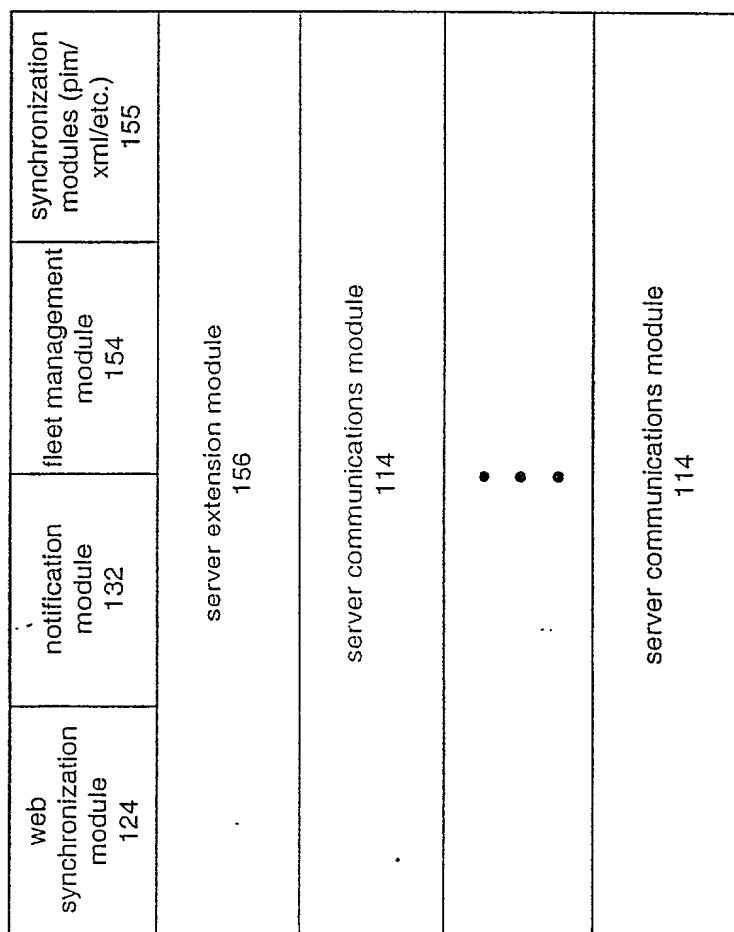 web
synchronization
module
124
notification
module
132
fleet management
module
154
synchronization
modules (pim/
xml/etc.)
155
server extension module
156
server communications module
114
server communications module
114